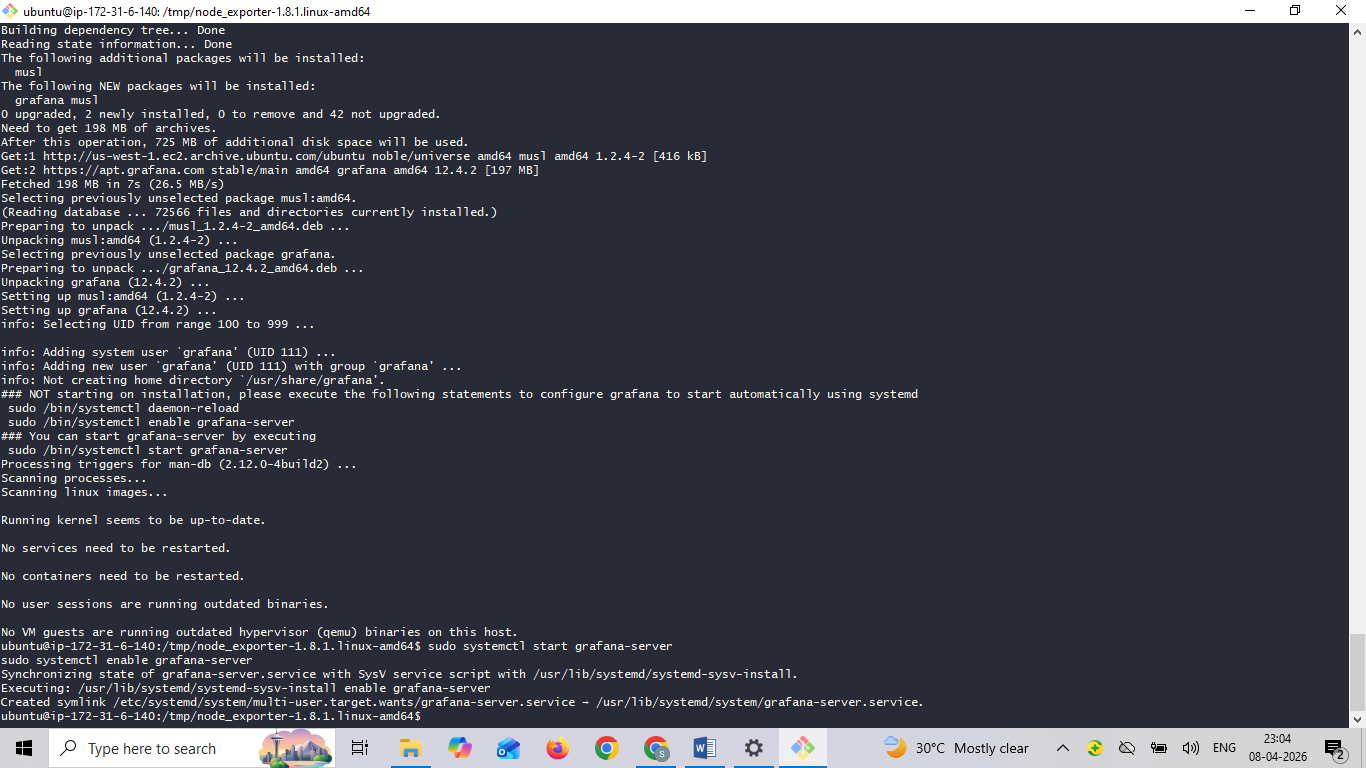 ubuntu@ip-172-31-6-140: /tmp/node_exporter-1.8.1.linux-amd64
Building dependency tree... Done
Reading state information... Done
The following additional packages will be installed:
  musl
The following NEW packages will be installed:
  grafana musl
0 upgraded, 2 newly installed, 0 to remove and 42 not upgraded.
Need to get 198 MB of archives.
After this operation, 725 MB of additional disk space will be used.
Get:1 http://us-west-1.ec2.archive.ubuntu.com/ubuntu noble/universe amd64 musl amd64 1.2.4-2 [416 kB]
Get:2 https://apt.grafana.com stable/main amd64 grafana amd64 12.4.2 [197 MB]
Fetched 198 MB in 7s (26.5 MB/s)
Selecting previously unselected package musl:amd64.
(Reading database ... 72566 files and directories currently installed.)
Preparing to unpack .../musl_1.2.4-2_amd64.deb ...
Unpacking musl:amd64 (1.2.4-2) ...
Selecting previously unselected package grafana.
Preparing to unpack .../grafana_12.4.2_amd64.deb ...
Unpacking grafana (12.4.2) ...
Setting up musl:amd64 (1.2.4-2) ...
Setting up grafana (12.4.2) ...
info: Selecting UID from range 100 to 999 ...

info: Adding system user `grafana' (UID 111) ...
info: Adding new user `grafana' (UID 111) with group `grafana' ...
info: Not creating home directory `/usr/share/grafana'.
### NOT starting on installation, please execute the following statements to configure grafana to start automatically using systemd
 sudo /bin/systemctl daemon-reload
 sudo /bin/systemctl enable grafana-server
### You can start grafana-server by executing
 sudo /bin/systemctl start grafana-server
Processing triggers for man-db (2.12.0-4build2) ...
Scanning processes...
Scanning linux images...

Running kernel seems to be up-to-date.

No services need to be restarted.

No containers need to be restarted.

No user sessions are running outdated binaries.

No VM guests are running outdated hypervisor (qemu) binaries on this host.
ubuntu@ip-172-31-6-140:/tmp/node_exporter-1.8.1.linux-amd64$ sudo systemctl start grafana-server
sudo systemctl enable grafana-server
Synchronizing state of grafana-server.service with SysV service script with /usr/lib/systemd/systemd-sysv-install.
Executing: /usr/lib/systemd/systemd-sysv-install enable grafana-server
Created symlink /etc/systemd/system/multi-user.target.wants/grafana-server.service → /usr/lib/systemd/system/grafana-server.service.
ubuntu@ip-172-31-6-140:/tmp/node_exporter-1.8.1.linux-amd64$
Type here to search
30°C Mostly clear
ENG
23:04
08-04-2026
2